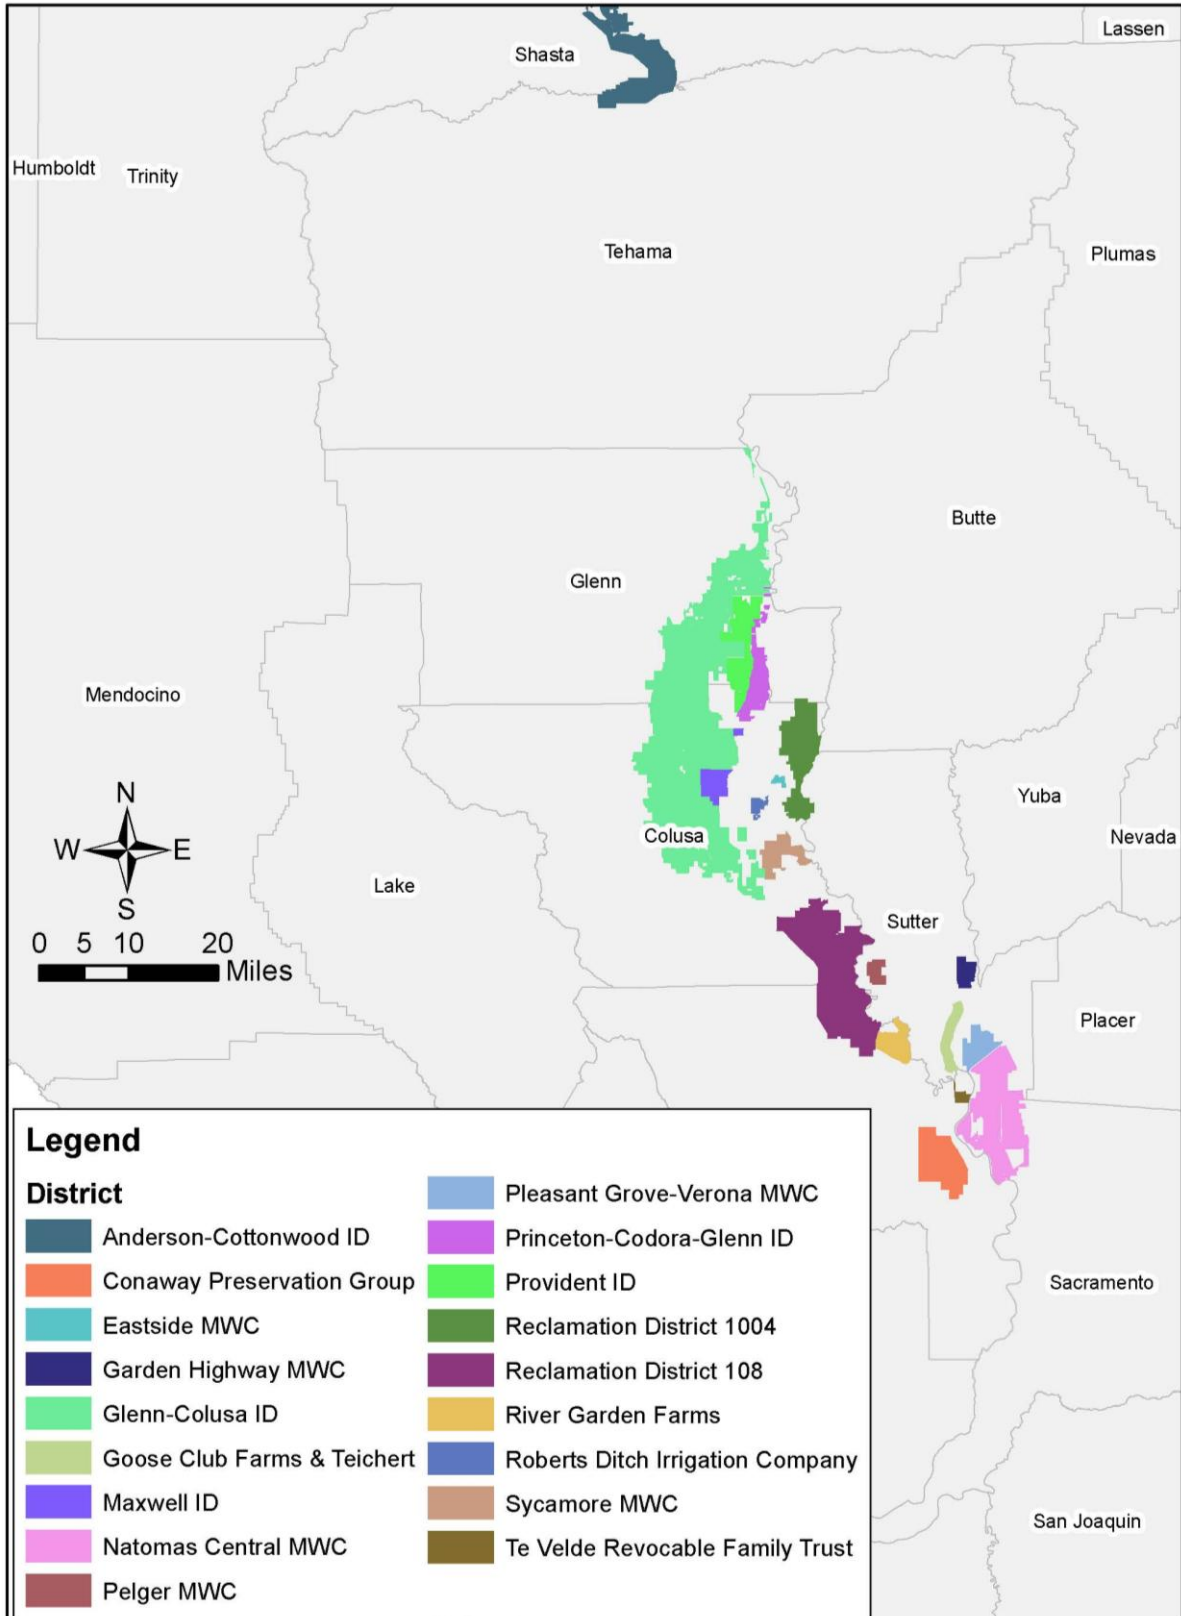 Lassen
Shasta
Humboldt
Trinity
Tehama
Plumas
Butte
Glenn
Mendocino
Yuba
Nevada
Colusa
Lake
Sutter
Placer
Sacramento
San Joaquin
N
W E
S
0 5 10 20
Miles
Legend
District
Anderson-Cottonwood ID
Conaway Preservation Group
Eastside MWC
Garden Highway MWC
Glenn-Colusa ID
Goose Club Farms & Teichert
Maxwell ID
Natomas Central MWC
Pelger MWC
Pleasant Grove-Verona MWC
Princeton-Codora-Glenn ID
Provident ID
Reclamation District 1004
Reclamation District 108
River Garden Farms
Roberts Ditch Irrigation Company
Sycamore MWC
Te Velde Revocable Family Trust